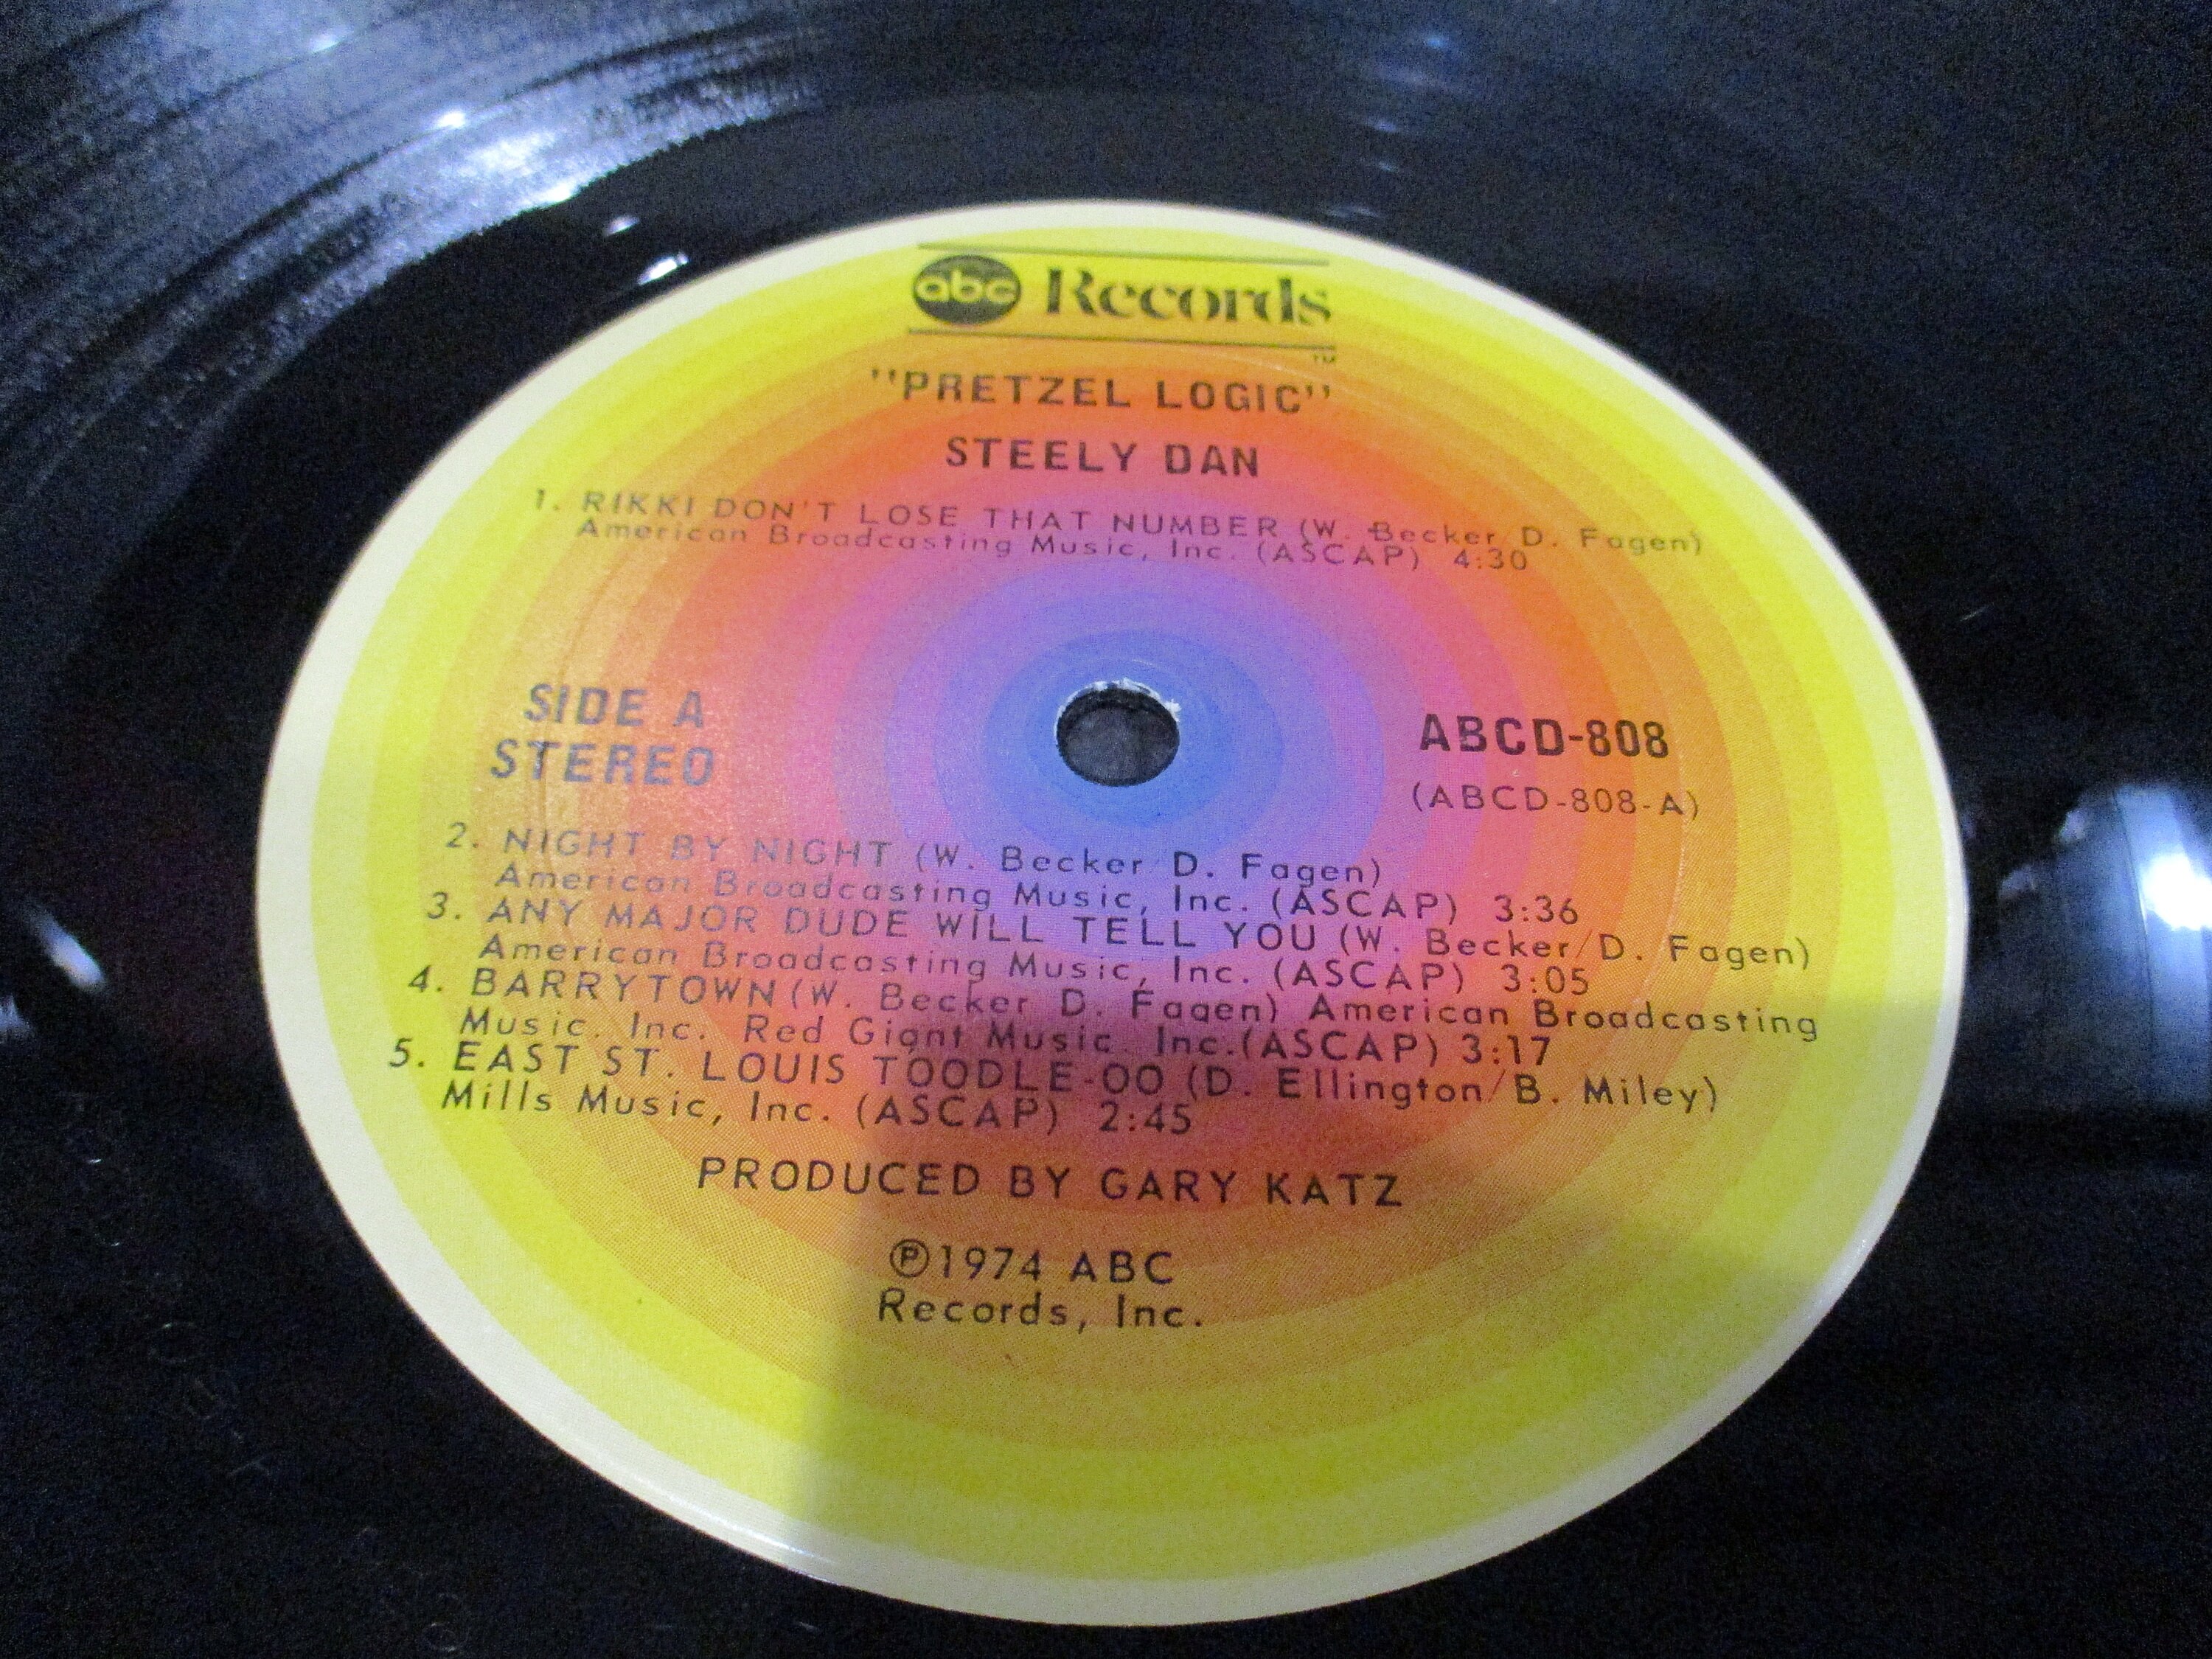 abc Records
TM
"PRETZEL LOGIC"
STEELY DAN
1. RIKKI DON'T LOSE THAT NUMBER (W. Becker D. Fagen)
American Broadcasting Music, Inc. (ASCAP) 4:30
SIDE A
STEREO
ABCD-808
(ABCD-808-A)
2. NIGHT BY NIGHT (W. Becker/D. Fagen)
American Broadcasting Music, Inc. (ASCAP) 3:36
3. ANY MAJOR DUDE WILL TELL YOU (W. Becker/D. Fagen)
American Broadcasting Music, Inc. (ASCAP) 3:05
4. BARRYTOWN (W. Becker D. Fagen) American Broadcasting
Music. Inc. Red Giant Music Inc.(ASCAP) 3:17
5. EAST ST. LOUIS TOODLE-OO (D. Ellington/B. Miley)
Mills Music, Inc. (ASCAP) 2:45
PRODUCED BY GARY KATZ
℗1974 ABC
Records, Inc.